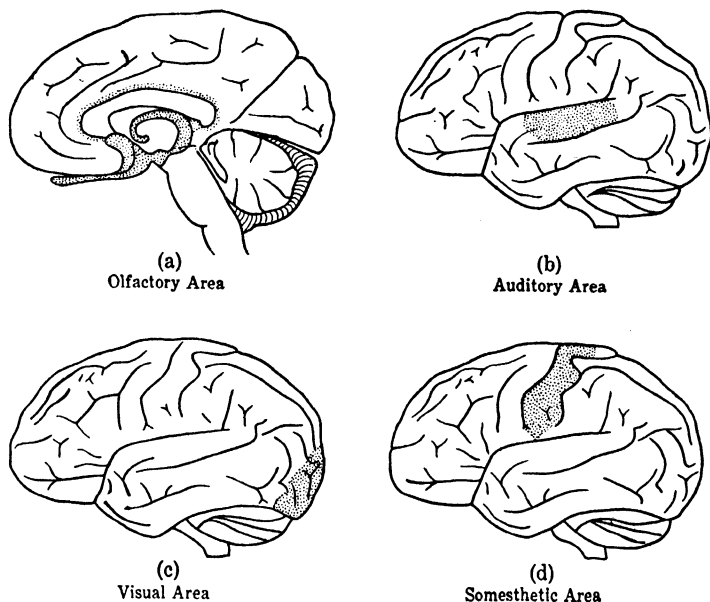 (a)
Olfactory Area
(b)
Auditory Area
(c)
Visual Area
(d)
Somesthetic Area